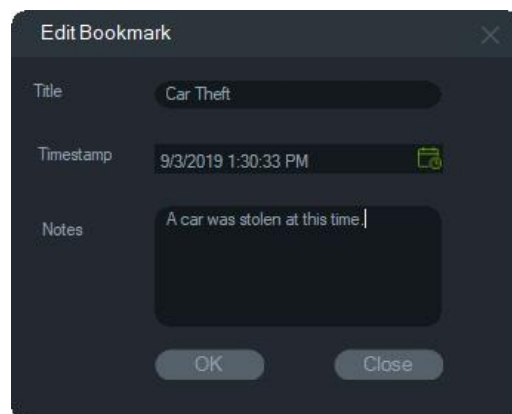 Edit Bookmark
Title
Car Theft
Timestamp
9/3/2019 1:30:33 PM
Notes
A car was stolen at this time.
OK
Close